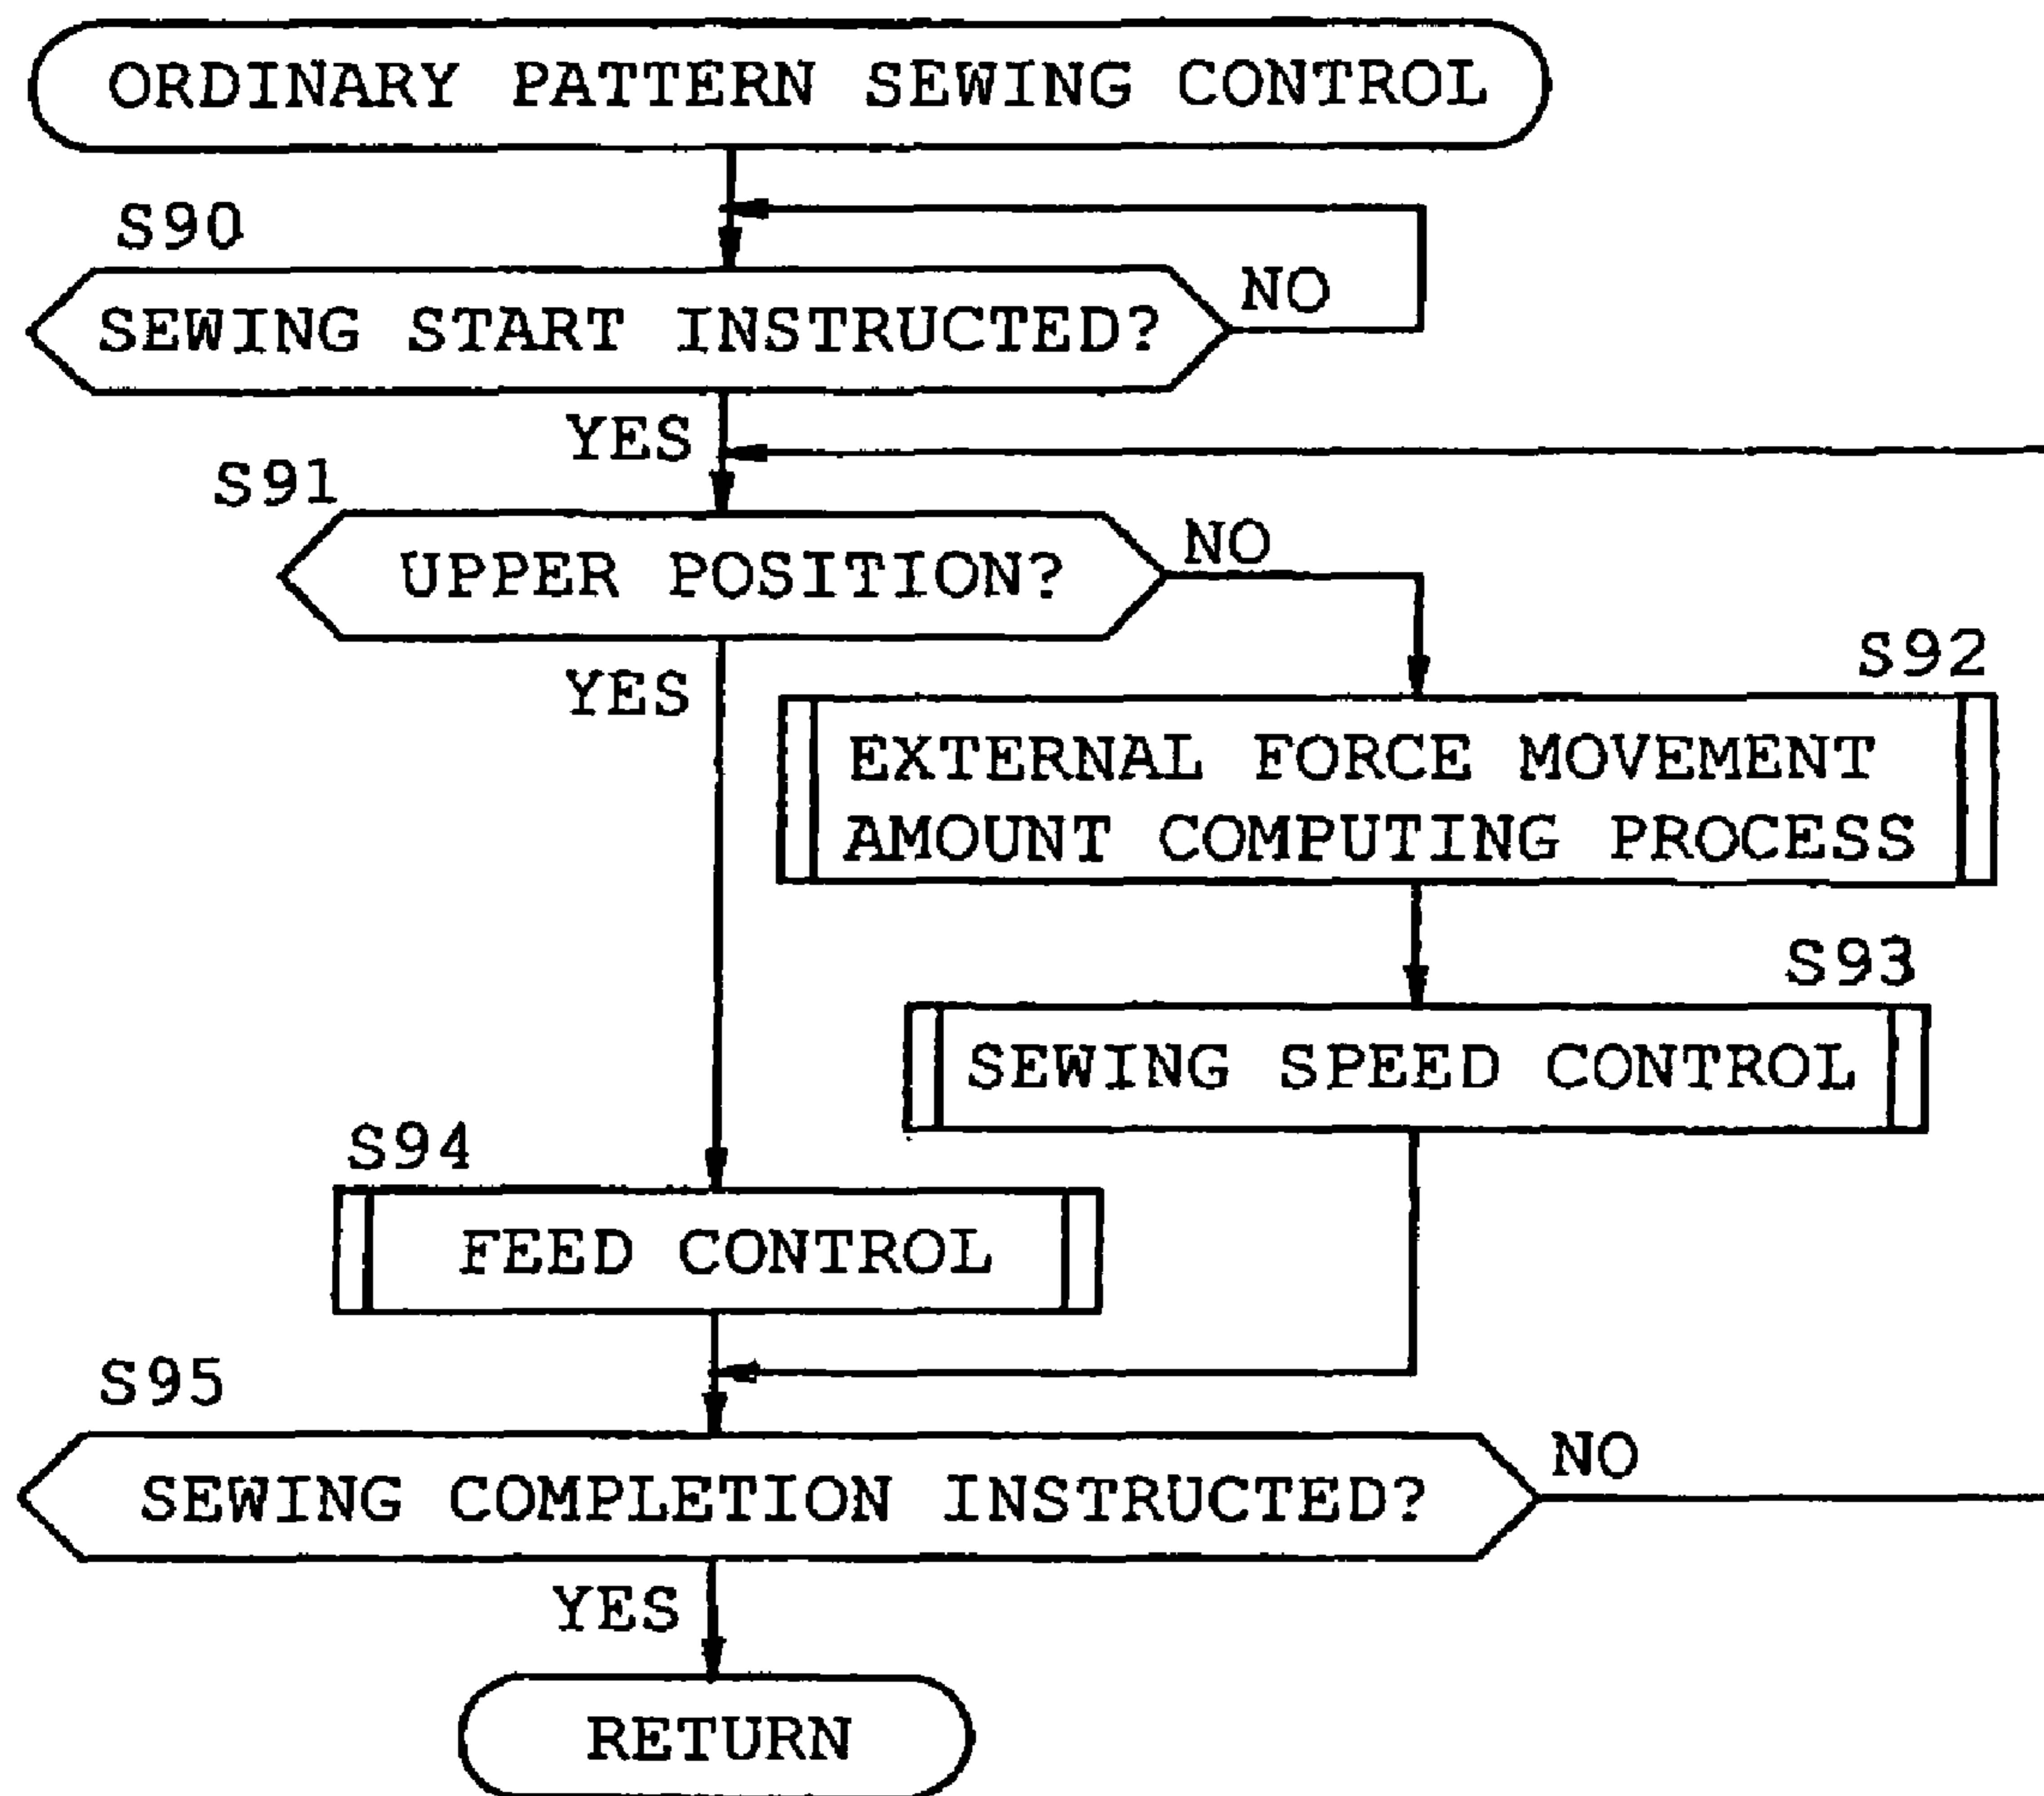 ORDINARY PATTERN SEWING CONTROL
S90
SEWING START INSTRUCTED?
NO
YES
S91
UPPER POSITION?
NO
YES
S92
EXTERNAL FORCE MOVEMENT
AMOUNT COMPUTING PROCESS
S93
SEWING SPEED CONTROL
S94
FEED CONTROL
S95
SEWING COMPLETION INSTRUCTED?
NO
YES
RETURN